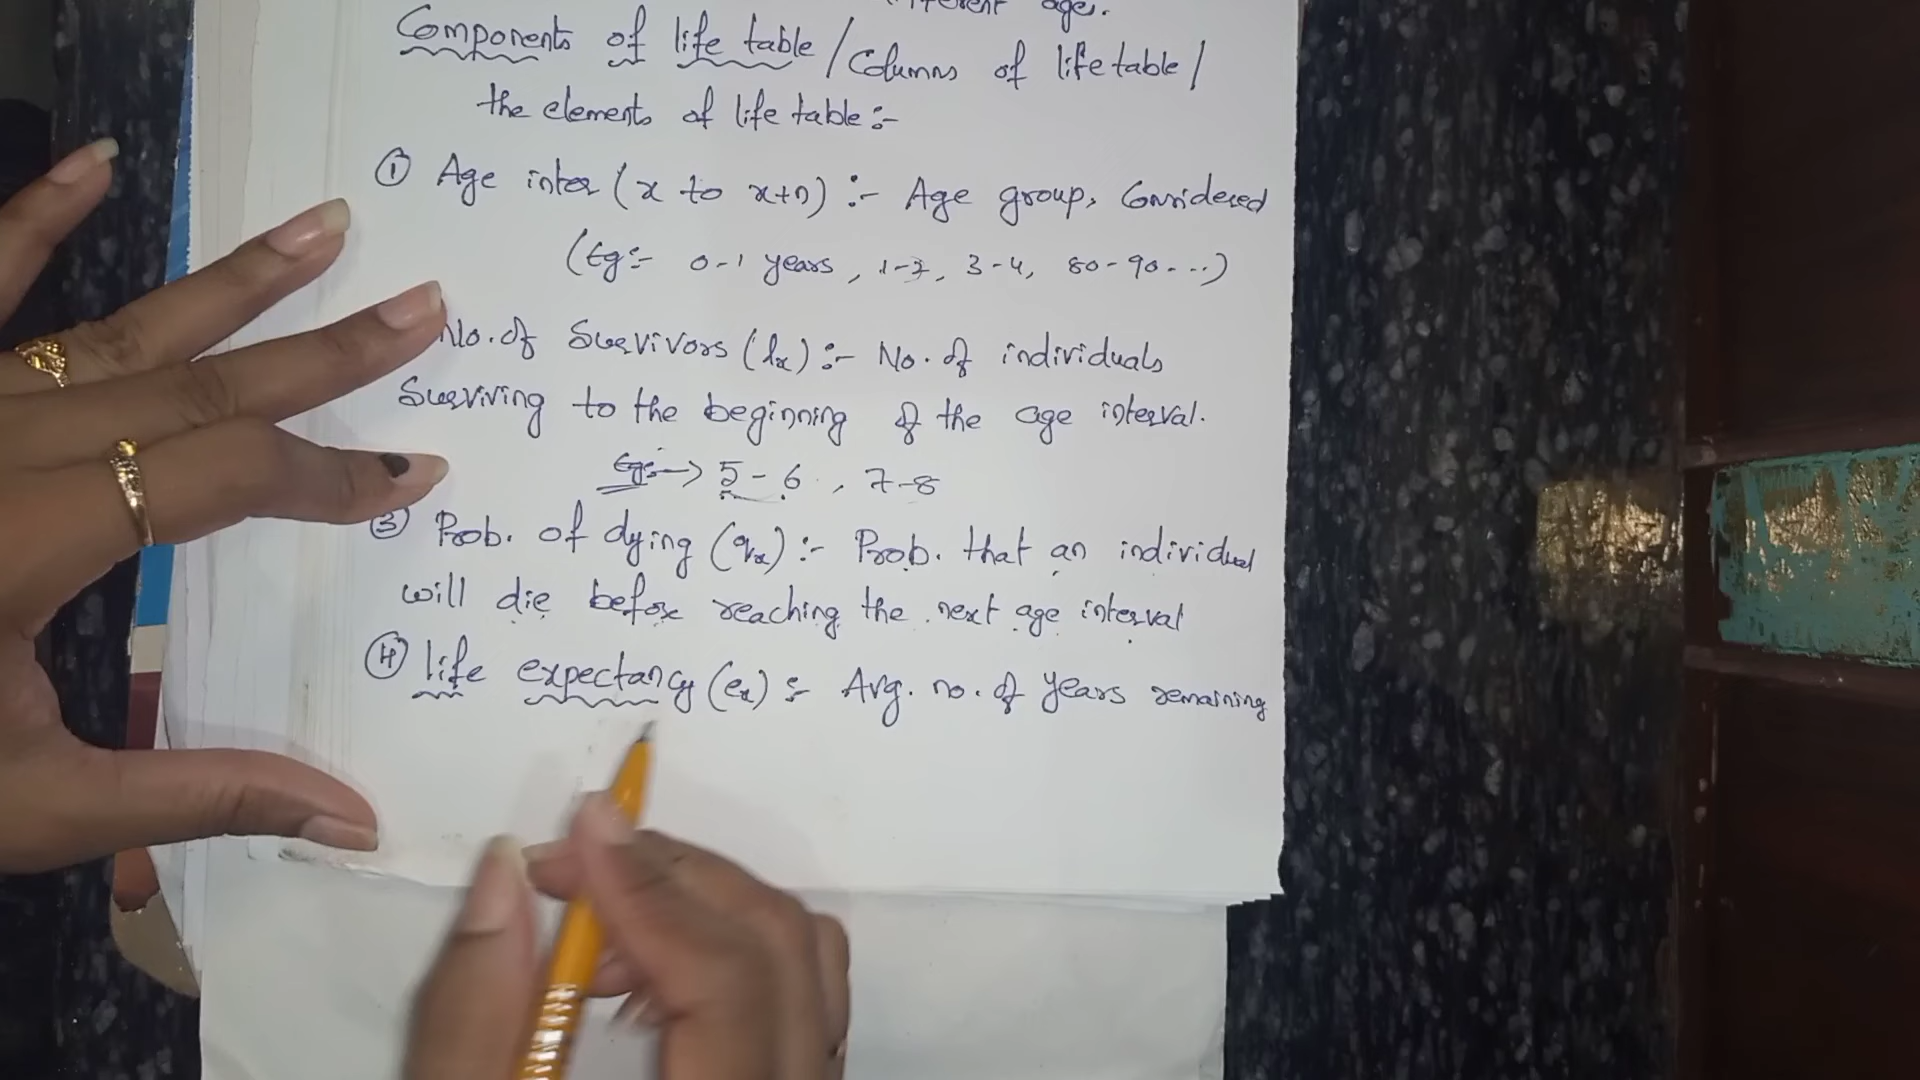 age.
Components of life table / Columns of life table /
the elements of life table :-
① Age inter (x to x+n) :- Age group, Considered
(Eg:- 0-1 years, 1-2, 3-4, 80-90...)
No. of Survivors (lx) :- No. of individuals
Surviving to the beginning of the age interval.
Eg:-> 5-6, 7-8
③ Prob. of dying (qx) :- Prob. that an individual
will die before reaching the next age interval
④ life expectancy (ex) :- Avg. no. of years remaining